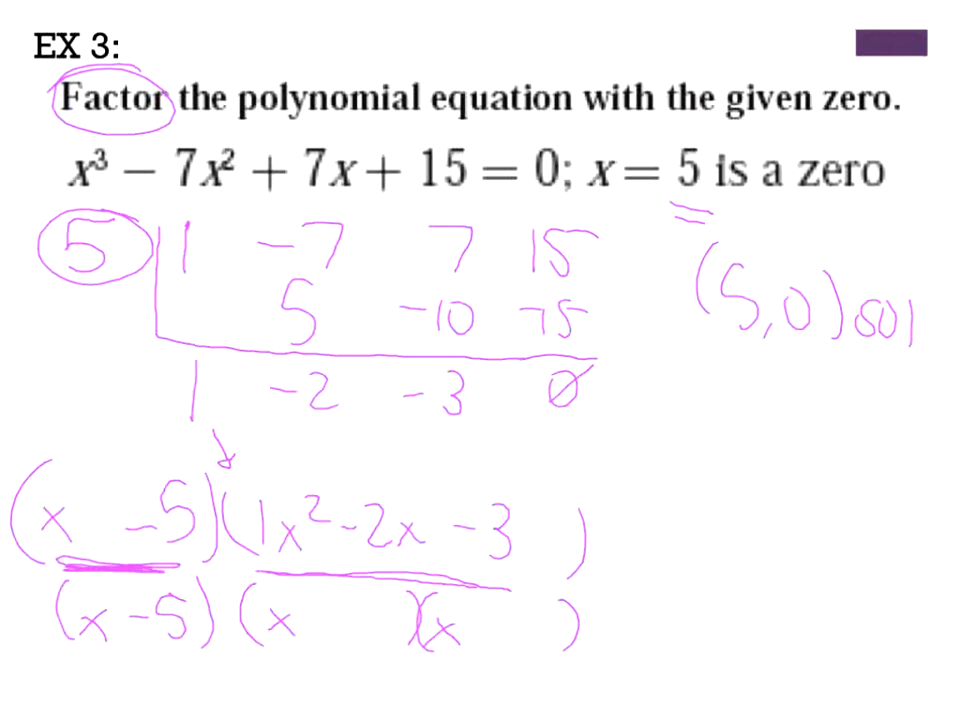 EX 3:
Factor the polynomial equation with the given zero.
x³ − 7x² + 7x + 15 = 0; x = 5 is a zero
5 | 1 −7 7 15
5 −10 −15
1 −2 −3 0
(5,0) sol
(x −5)(1x² −2x −3)
(x −5)(x )(x )